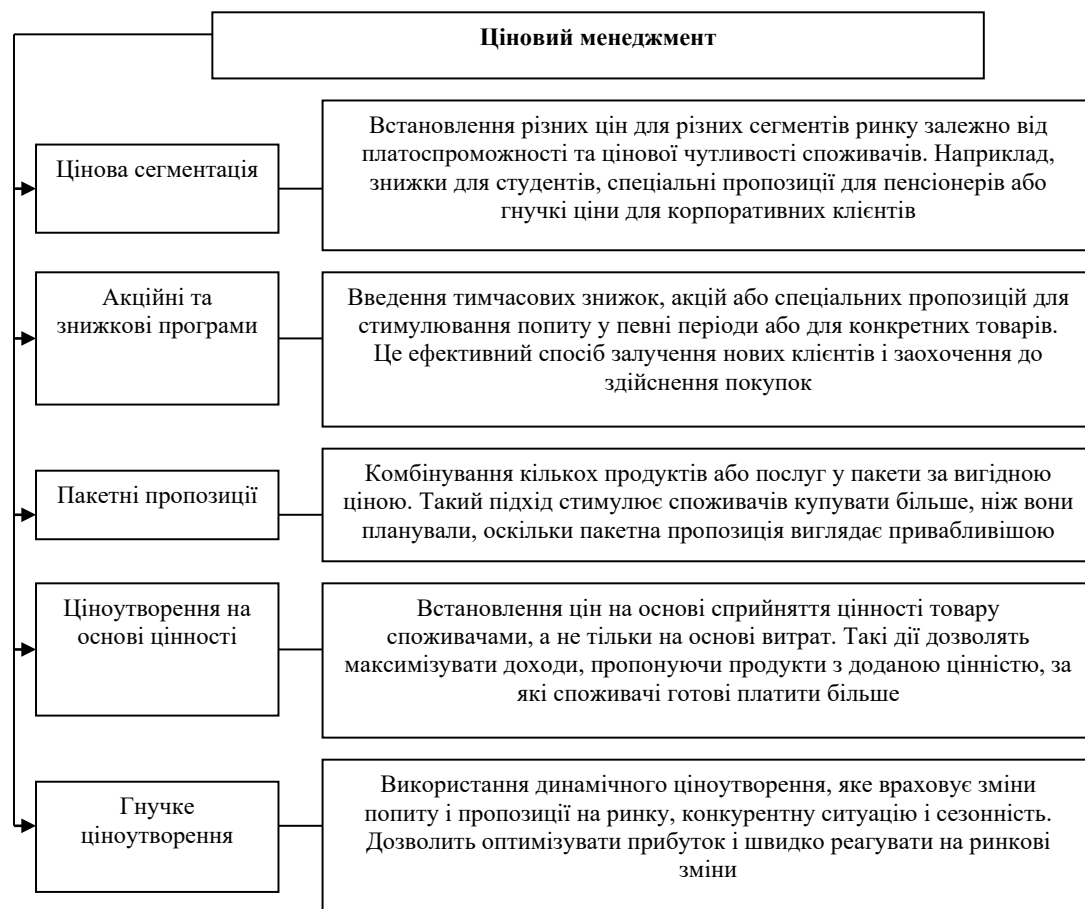 Ціновий менеджмент
Цінова сегментація
Встановлення різних цін для різних сегментів ринку залежно від
платоспроможності та цінової чутливості споживачів. Наприклад,
знижки для студентів, спеціальні пропозиції для пенсіонерів або
гнучкі ціни для корпоративних клієнтів
Акційні та
знижкові програми
Введення тимчасових знижок, акцій або спеціальних пропозицій для
стимулювання попиту у певні періоди або для конкретних товарів.
Це ефективний спосіб залучення нових клієнтів і заохочення до
здійснення покупок
Пакетні пропозиції
Комбінування кількох продуктів або послуг у пакети за вигідною
ціною. Такий підхід стимулює споживачів купувати більше, ніж вони
планували, оскільки пакетна пропозиція виглядає привабливішою
Ціноутворення на
основі цінності
Встановлення цін на основі сприйняття цінності товару
споживачами, а не тільки на основі витрат. Такі дії дозволять
максимізувати доходи, пропонуючи продукти з доданою цінністю, за
які споживачі готові платити більше
Гнучке
ціноутворення
Використання динамічного ціноутворення, яке враховує зміни
попиту і пропозиції на ринку, конкурентну ситуацію і сезонність.
Дозволить оптимізувати прибуток і швидко реагувати на ринкові
зміни